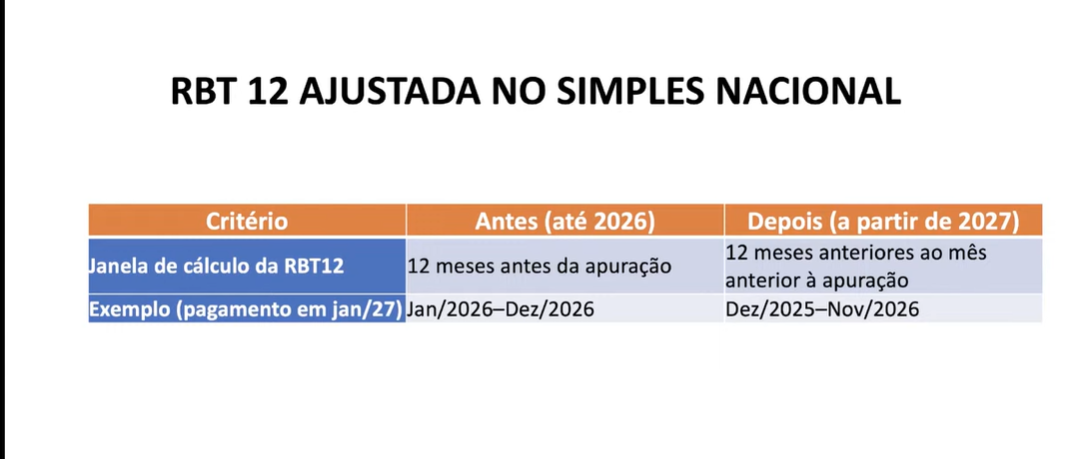 RBT 12 AJUSTADA NO SIMPLES NACIONAL
Critério Antes (até 2026) Depois (a partir de 2027)
Janela de cálculo da RBT12 12 meses antes da apuração 12 meses anteriores ao mês
anterior à apuração
Exemplo (pagamento em jan/27) Jan/2026–Dez/2026 Dez/2025–Nov/2026